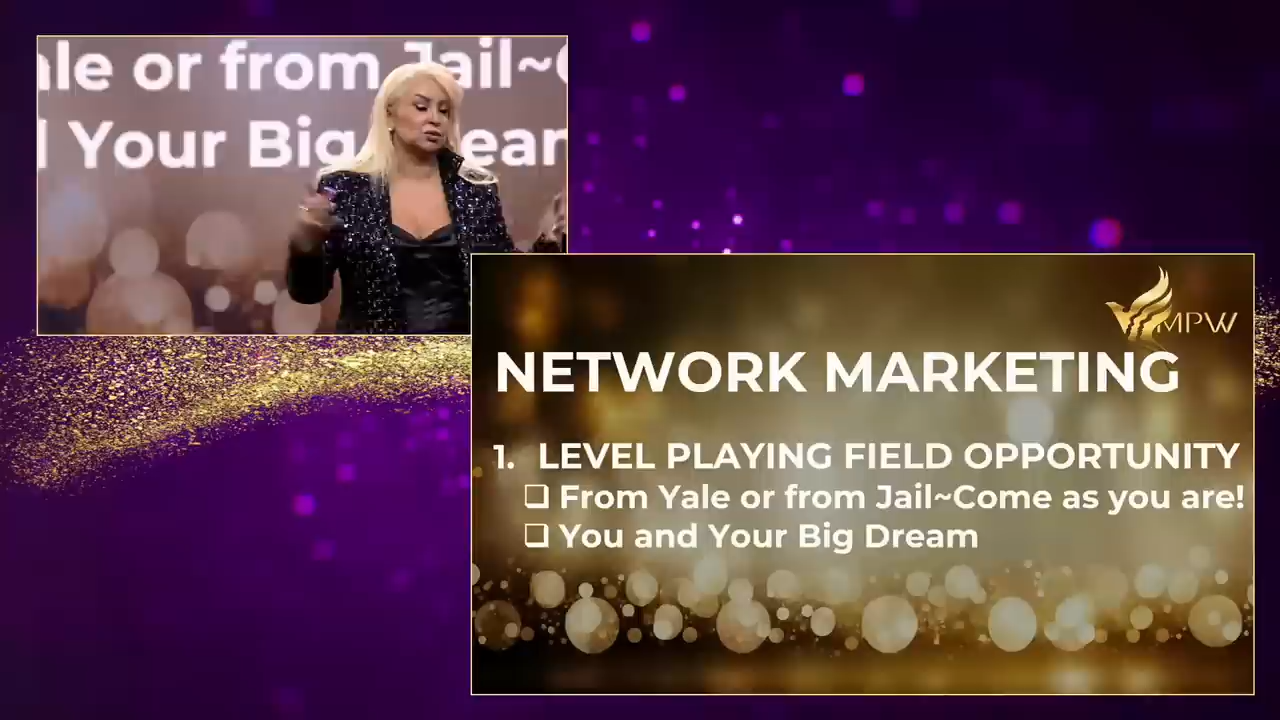 ale or from Jail~
Your Big Dream
MPW
NETWORK MARKETING
1. LEVEL PLAYING FIELD OPPORTUNITY
❑ From Yale or from Jail~Come as you are!
❑ You and Your Big Dream